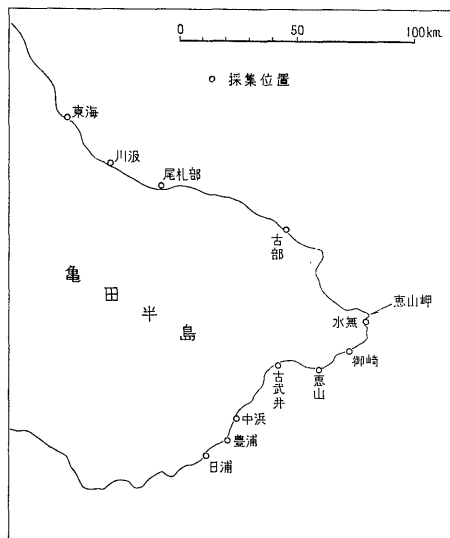 0 50 100km
採集位置
東海
川汲
尾札部
古部
恵山岬
水無
御崎
恵山
古武井
中浜
豊浦
日浦
亀田半島